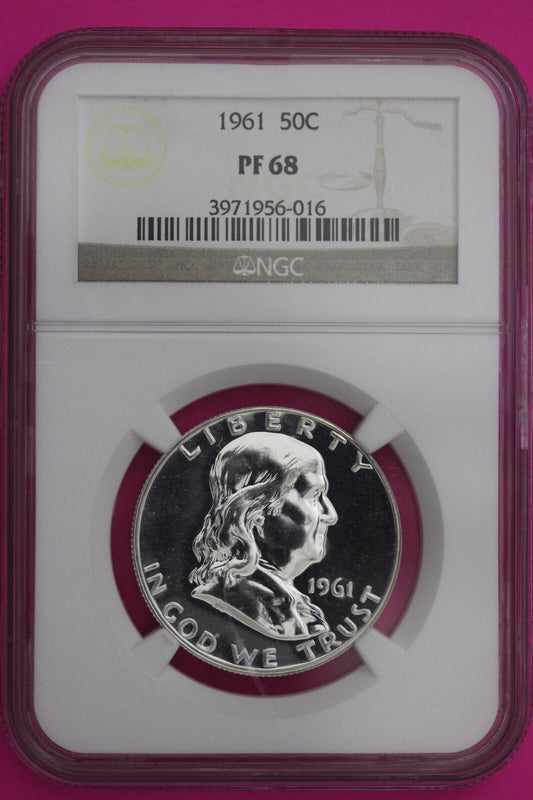 1961 50C
PF 68
3971956-016
NGC
LIBERTY
1961
IN GOD WE TRUST